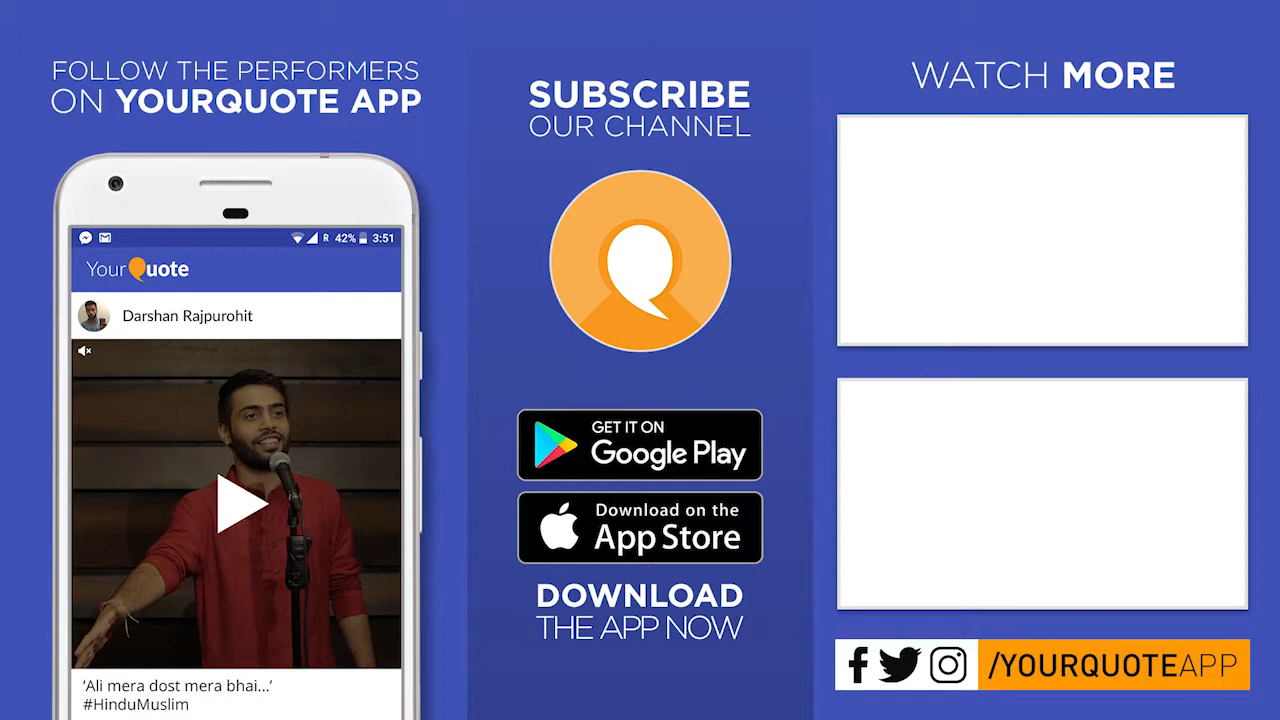 FOLLOW THE PERFORMERS
ON YOURQUOTE APP
R 42% 3:51
YourQuote
Darshan Rajpurohit
'Ali mera dost mera bhai...'
#HinduMuslim
SUBSCRIBE
OUR CHANNEL
GET IT ON
Google Play
Download on the
App Store
DOWNLOAD
THE APP NOW
WATCH MORE
/YOURQUOTEAPP